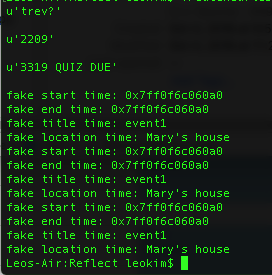 u'trev?'
u'2209'
u'3319 QUIZ DUE'
fake start time: 0x7ff0f6c060a0
fake end time: 0x7ff0f6c060a0
fake title time: event1
fake location time: Mary's house
fake start time: 0x7ff0f6c060a0
fake end time: 0x7ff0f6c060a0
fake title time: event1
fake location time: Mary's house
fake start time: 0x7ff0f6c060a0
fake end time: 0x7ff0f6c060a0
fake title time: event1
fake location time: Mary's house
Leos-Air:Reflect leokim$